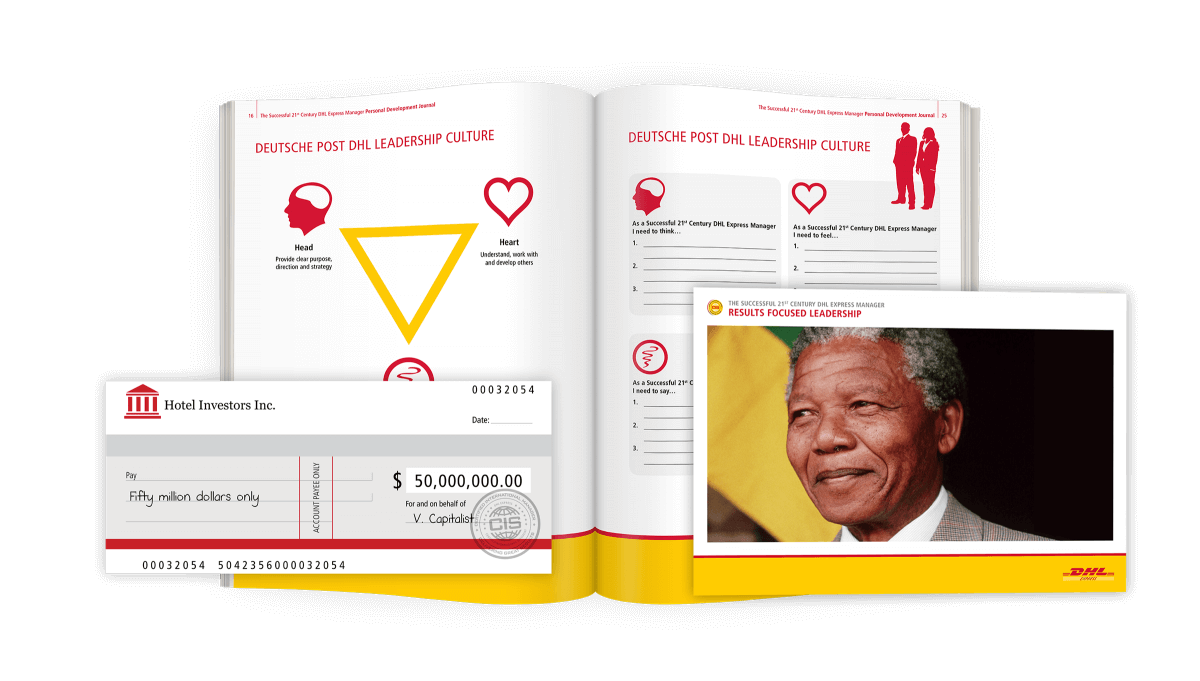 16 The Successful 21st Century DHL Express Manager Personal Development Journal
DEUTSCHE POST DHL LEADERSHIP CULTURE
Head
Provide clear purpose,
direction and strategy
Heart
Understand, work with
and develop others
The Successful 21st Century DHL Express Manager Personal Development Journal 25
DEUTSCHE POST DHL LEADERSHIP CULTURE
As a Successful 21st Century DHL Express Manager
I need to think...
1.
2.
3.
As a Successful 21st Century DHL Express Manager
I need to feel...
1.
2.
As a Successful 21st C
I need to say...
1.
2.
3.
Hotel Investors Inc.
00032054
Date:
Pay
Fifty million dollars only
ACCOUNT PAYEE ONLY
$ 50,000,000.00
For and on behalf of
V. Capitalist
CIS
00032054 5042356000032054
THE SUCCESSFUL 21ST CENTURY DHL EXPRESS MANAGER
RESULTS FOCUSED LEADERSHIP
DHL